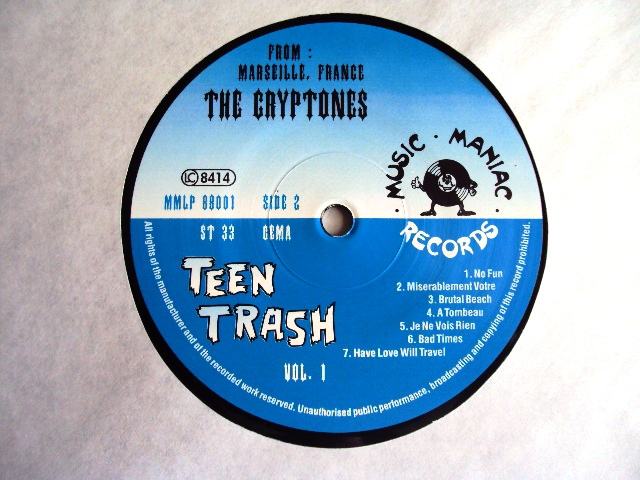 FROM :
MARSEILLE, FRANCE
THE CRYPTONES
LC 8414
MMLP 88001 SIDE 2
ST 33 GEMA
MUSIC · MANIAC ·
RECORDS ·
TEEN
TRASH
VOL. 1
1. No Fun
2. Miserablement Votre
3. Brutal Beach
4. A Tombeau
5. Je Ne Vois Rien
6. Bad Times
7. Have Love Will Travel
All rights of the manufacturer and of the recorded work reserved. Unauthorised public performance, broadcasting and copying of this record prohibited.